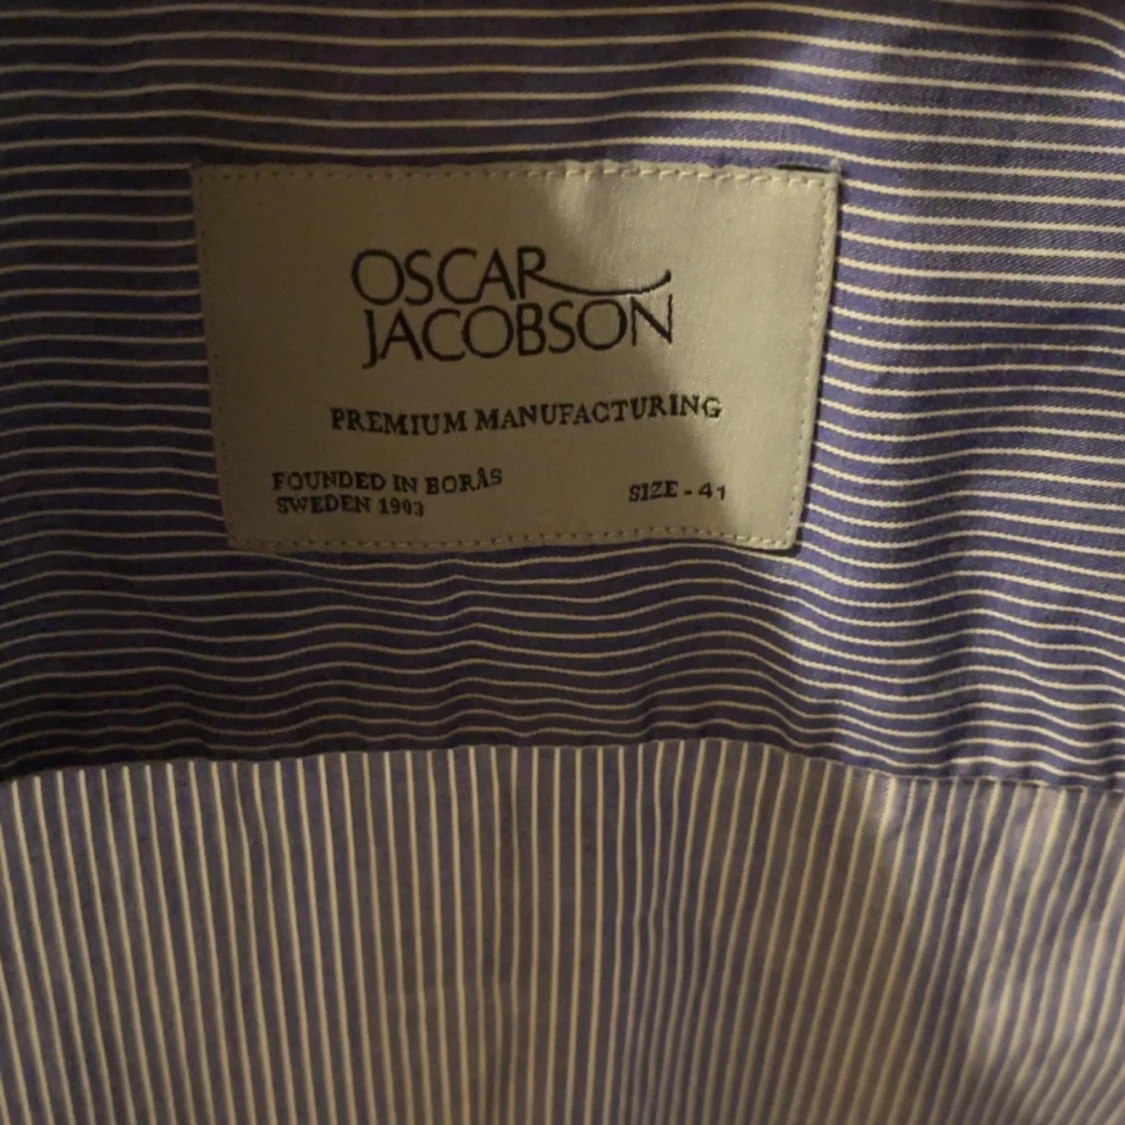 OSCAR
JACOBSON
PREMIUM MANUFACTURING
FOUNDED IN BORÅS
SWEDEN 1903
SIZE - 41